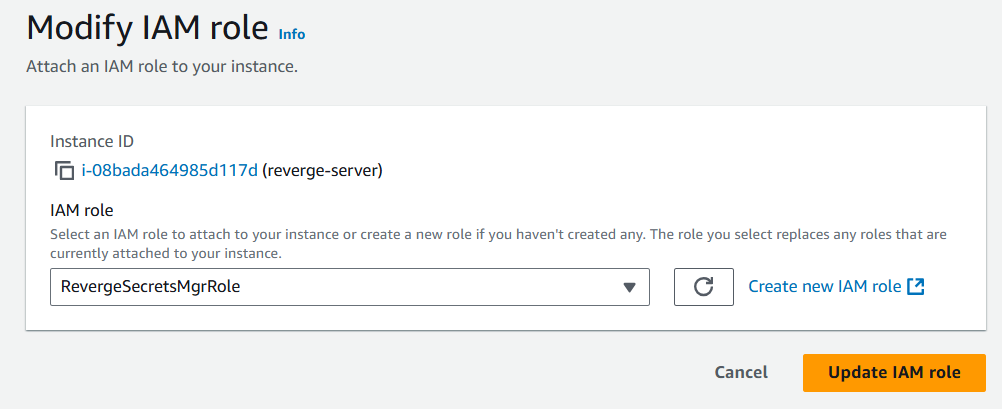 Modify IAM role Info
Attach an IAM role to your instance.
Instance ID
i-08bada464985d117d (reverge-server)
IAM role
Select an IAM role to attach to your instance or create a new role if you haven't created any. The role you select replaces any roles that are
currently attached to your instance.
RevergeSecretsMgrRole
Create new IAM role
Cancel
Update IAM role